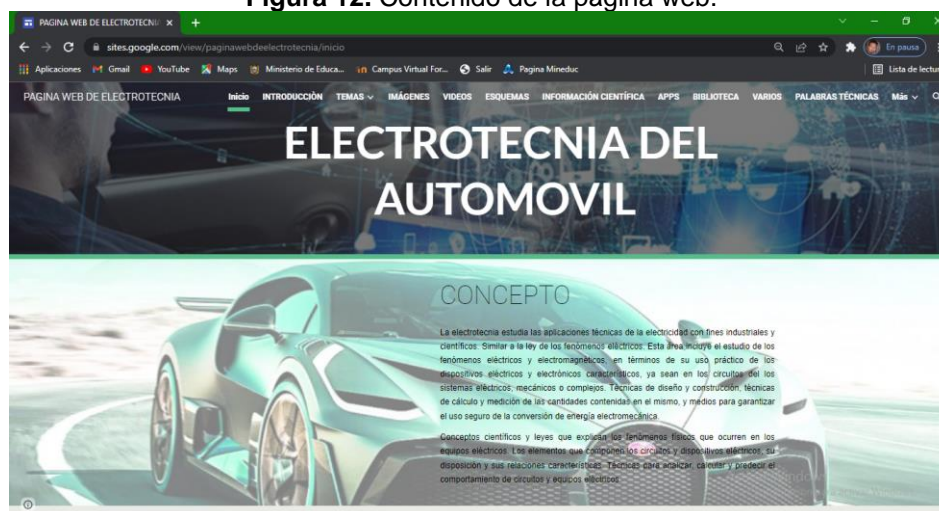 Figura 12. Contenido de la página web.
PAGINA WEB DE ELECTROTECNI
sites.google.com/view/paginawebdeelectrotecnia/inicio
En pausa
Aplicaciones Gmail YouTube Maps Ministerio de Educa... Campus Virtual For... Salir Pagina Mineduc Lista de lectur
PAGINA WEB DE ELECTROTECNIA Inicio INTRODUCCIÒN TEMAS IMÁGENES VIDEOS ESQUEMAS INFORMACIÓN CIENTÍFICA APPS BIBLIOTECA VARIOS PALABRAS TÉCNICAS Más
ELECTROTECNIA DEL
AUTOMOVIL
CONCEPTO
La electrotecnia estudia las aplicaciones técnicas de la electricidad con fines industriales y
científicos. Similar a la ley de los fenómenos eléctricos. Esta área incluye el estudio de los
fenómenos eléctricos y electromagnéticos, en términos de su uso práctico de los
dispositivos eléctricos y electrónicos característicos, ya sean en los circuitos del los
sistemas eléctricos, mecánicos o complejos. Técnicas de diseño y construcción, técnicas
de cálculo y medición de las cantidades contenidas en el mismo, y medios para garantizar
el uso seguro de la conversión de energía electromecánica.
Conceptos científicos y leyes que explican los fenómenos físicos que ocurren en los
equipos eléctricos. Los elementos que componen los circuitos y dispositivos eléctricos, su
disposición y sus relaciones características. Técnicas para analizar, calcular y predecir el
comportamiento de circuitos y equipos eléctricos.